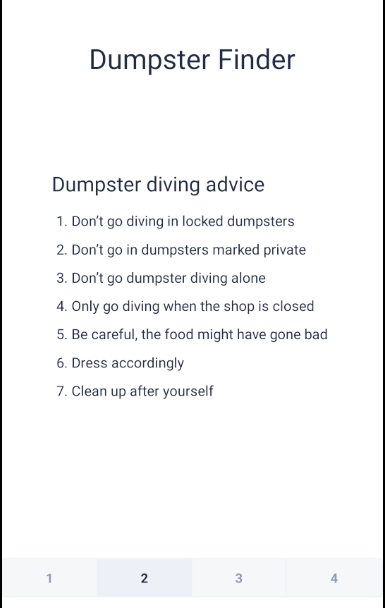 Dumpster Finder
Dumpster diving advice
1. Don't go diving in locked dumpsters
2. Don't go in dumpsters marked private
3. Don't go dumpster diving alone
4. Only go diving when the shop is closed
5. Be careful, the food might have gone bad
6. Dress accordingly
7. Clean up after yourself
1 2 3 4